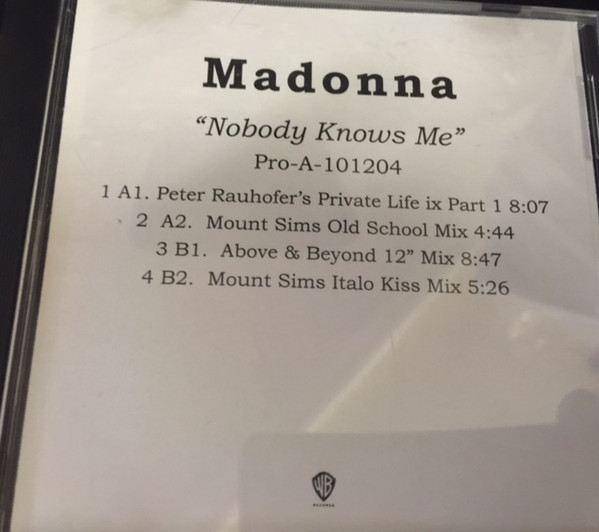 Madonna
“Nobody Knows Me”
Pro-A-101204
1 A1. Peter Rauhofer’s Private Life ix Part 1 8:07
2 A2. Mount Sims Old School Mix 4:44
3 B1. Above & Beyond 12” Mix 8:47
4 B2. Mount Sims Italo Kiss Mix 5:26
WB
RECORDS